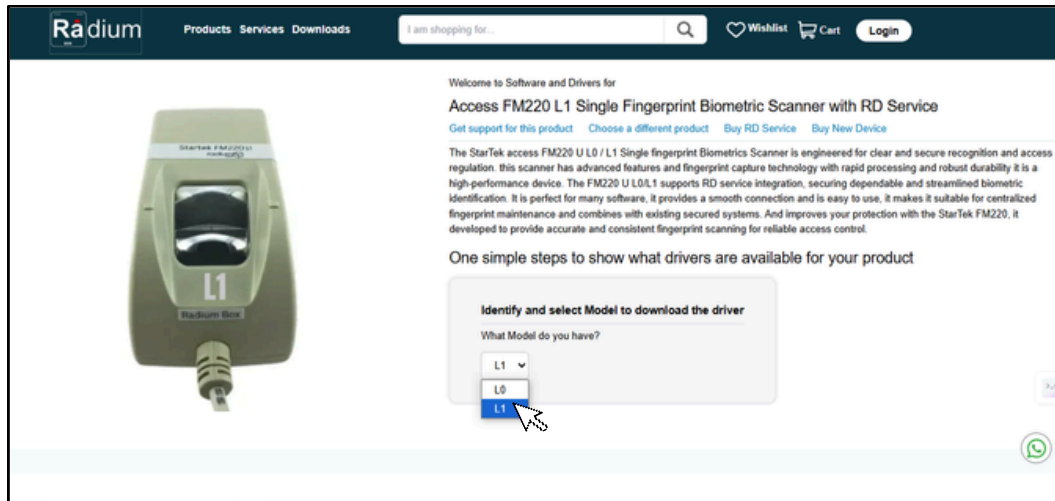 Rádium
Products Services Downloads
I am shopping for...
Wishlist
Cart
Login
Welcome to Software and Drivers for
Access FM220 L1 Single Fingerprint Biometric Scanner with RD Service
Get support for this product Choose a different product Buy RD Service Buy New Device
The StarTek access FM220 U L0 / L1 Single fingerprint Biometrics Scanner is engineered for clear and secure recognition and access
regulation. this scanner has advanced features and fingerprint capture technology with rapid processing and robust durability it is a
high-performance device. The FM220 U L0/L1 supports RD service integration, securing dependable and streamlined biometric
identification. It is perfect for many software, it provides a smooth connection and is easy to use, it makes it suitable for centralized
fingerprint maintenance and combines with existing secured systems. And improves your protection with the StarTek FM220, it
developed to provide accurate and consistent fingerprint scanning for reliable access control.
One simple steps to show what drivers are available for your product
Identify and select Model to download the driver
What Model do you have?
L1
L0
L1
Startek FM220U
L1
Radium Box